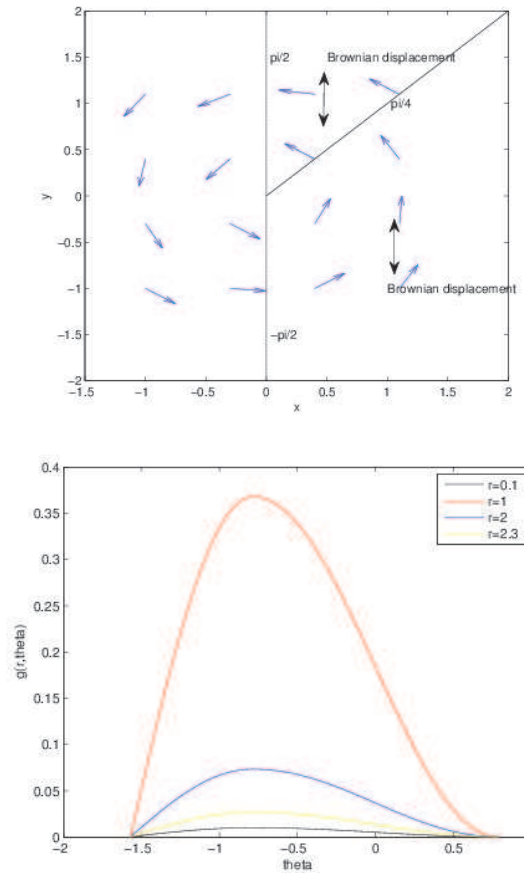 2
1.5
1
0.5
0
−0.5
−1
−1.5
−2
y
pi/2
Brownian displacement
pi/4
Brownian displacement
−pi/2
−1.5
−1
−0.5
0
0.5
1
1.5
2
x
0.4
0.35
0.3
0.25
0.2
0.15
0.1
0.05
0
g(r,theta)
r=0.1
r=1
r=2
r=2.3
−2
−1.5
−1
−0.5
0
0.5
theta